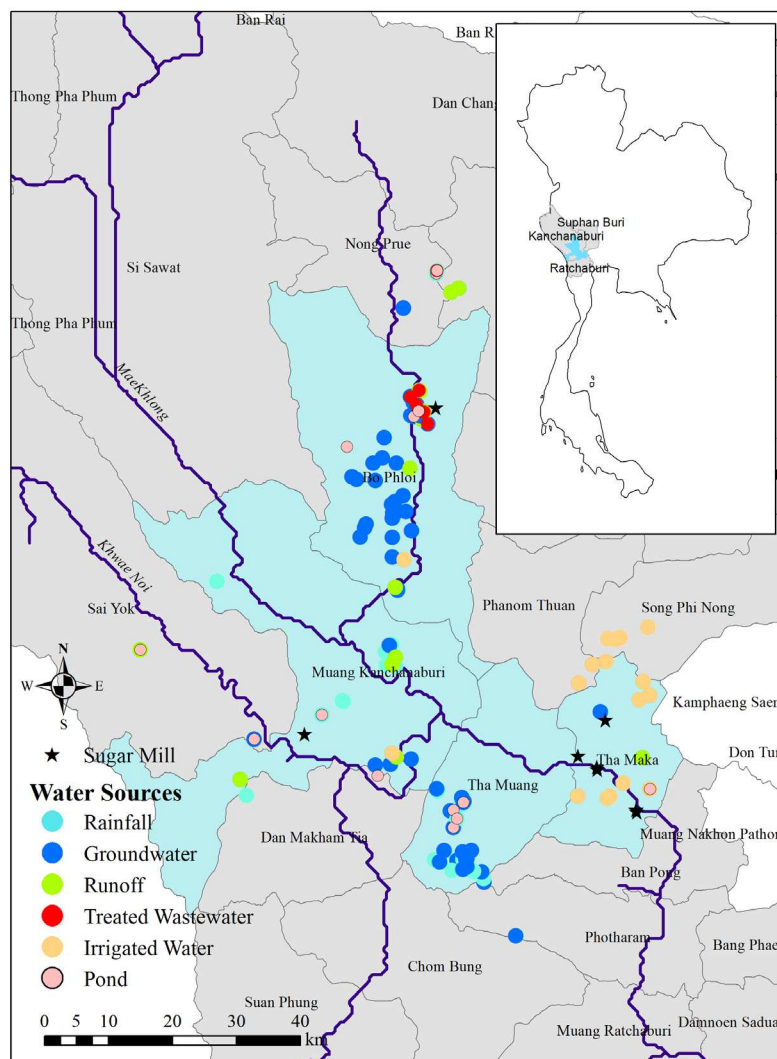 Ban Rai
Ban R
Thong Pha Phum
Dan Chang
Suphan Buri
Kanchanaburi
Ratchaburi
Nong Prue
Si Sawat
Thong Pha Phum
MaeKhlong
Bo Phloi
Khwae Noi
Sai Yok
Phanom Thuan
Song Phi Nong
N
W
E
S
Muang Kanchanaburi
Kamphaeng Saen
Sugar Mill
Don Tum
Tha Maka
Water Sources
Tha Muang
Rainfall
Dan Makham Tia
Muang Nakhon Pathom
Groundwater
Ban Pong
Runoff
Treated Wastewater
Irrigated Water
Photharam
Bang Phae
Chom Bung
Pond
Suan Phung
Damnoen Sadua
Muang Ratchaburi
0 5 10 20 30 40
km